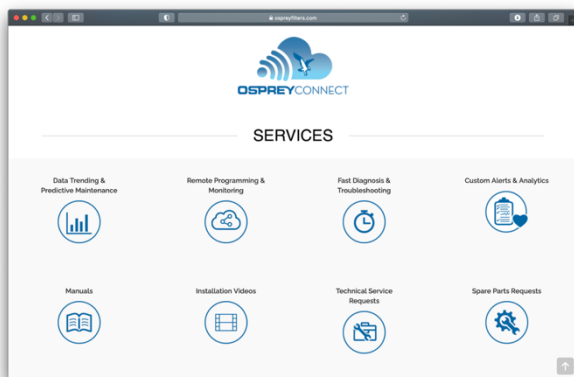 ospreyfilters.com
OSPREYCONNECT
SERVICES
Data Trending &
Predictive Maintenance
Remote Programming &
Monitoring
Fast Diagnosis &
Troubleshooting
Custom Alerts & Analytics
Manuals
Installation Videos
Technical Service
Requests
Spare Parts Requests